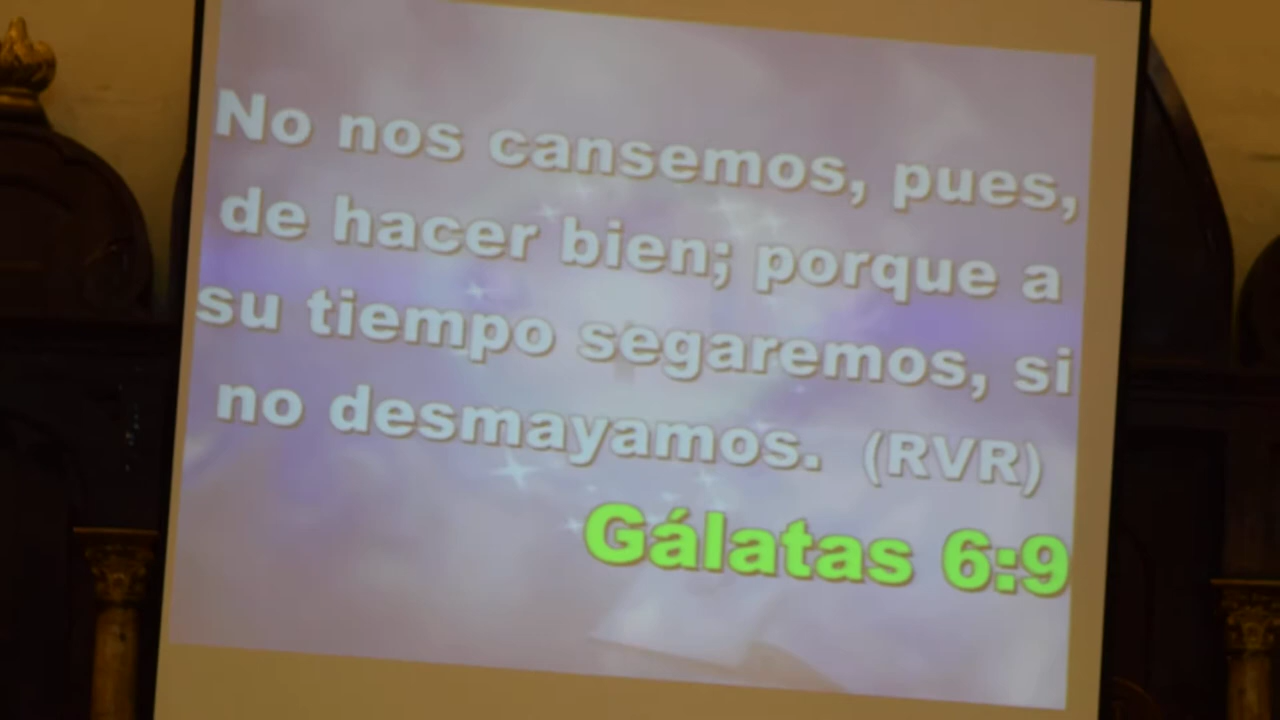 No nos cansemos, pues,
de hacer bien; porque a
su tiempo segaremos, si
no desmayamos. (RVR)
Gálatas 6:9